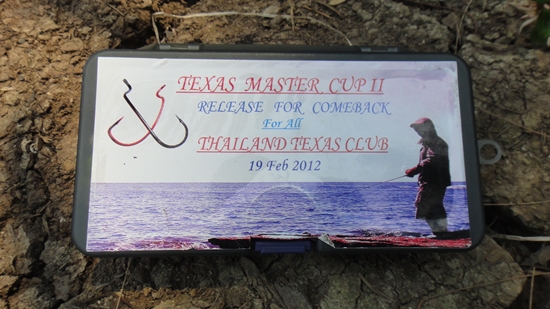 TEXAS MASTER CUP II
RELEASE FOR COMEBACK
For All
THAILAND TEXAS CLUB
19 Feb 2012